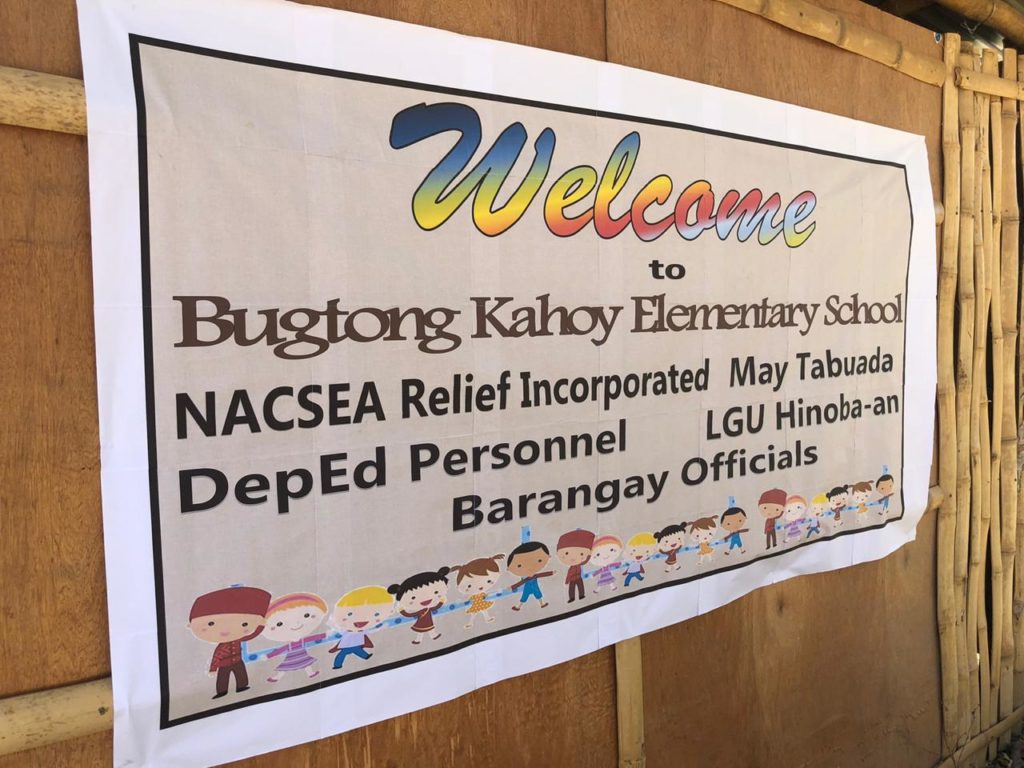 Welcome
to
Bugtong Kahoy Elementary School
NACSEA Relief Incorporated May Tabuada
DepEd Personnel LGU Hinoba-an
Barangay Officials